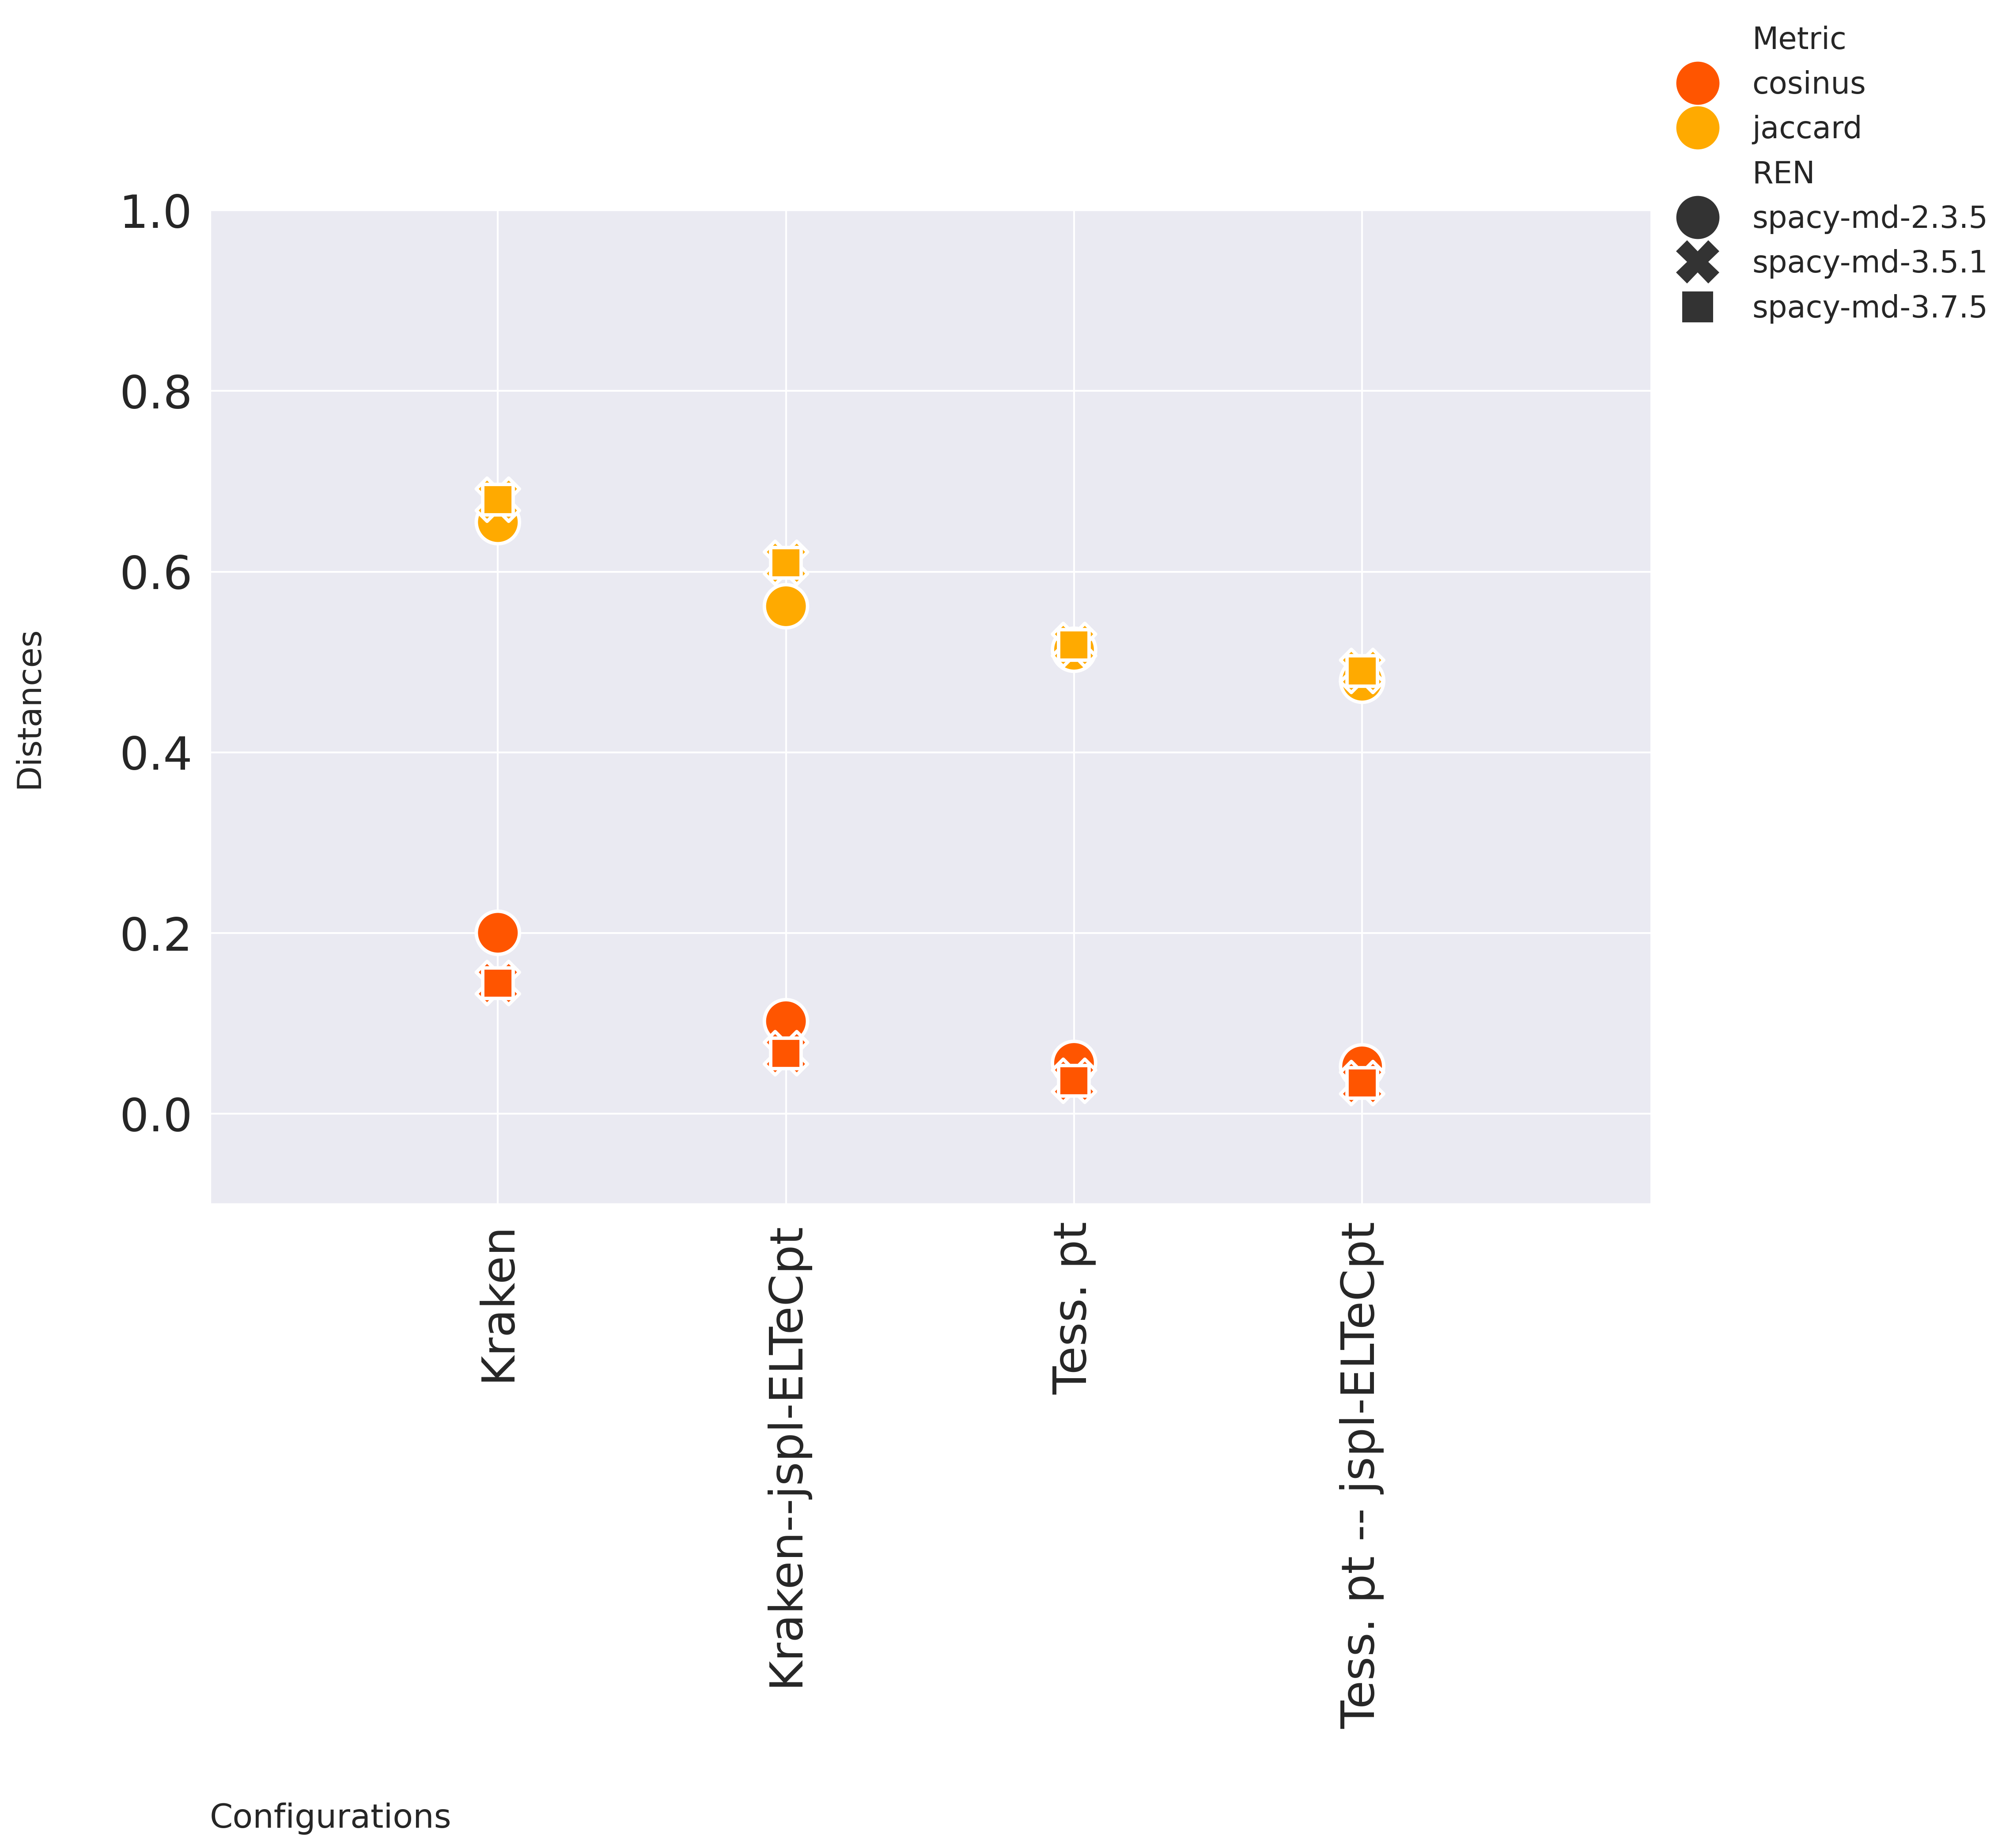 Metric
cosinus
jaccard
REN
spacy-md-2.3.5
spacy-md-3.5.1
spacy-md-3.7.5
1.0
0.8
0.6
0.4
0.2
0.0
Distances
Kraken
Kraken--jspl-ELTeCpt
Tess. pt
Tess. pt -- jspl-ELTeCpt
Configurations